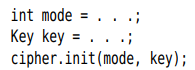 int mode = . . .;
Key key = . . .;
cipher.init(mode, key);